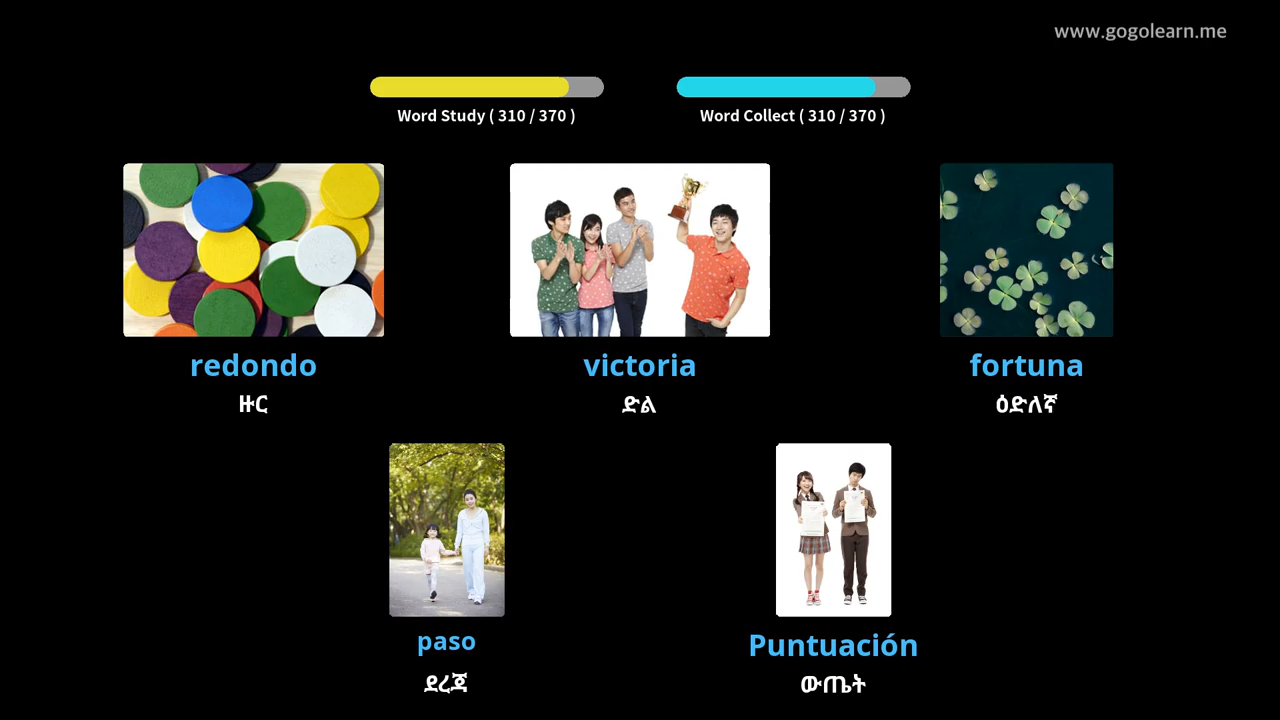 www.gogolearn.me
Word Study ( 310 / 370 )
Word Collect ( 310 / 370 )
redondo
ዙር
victoria
ድል
fortuna
ዕድለኛ
paso
ደረጃ
Puntuación
ውጤት